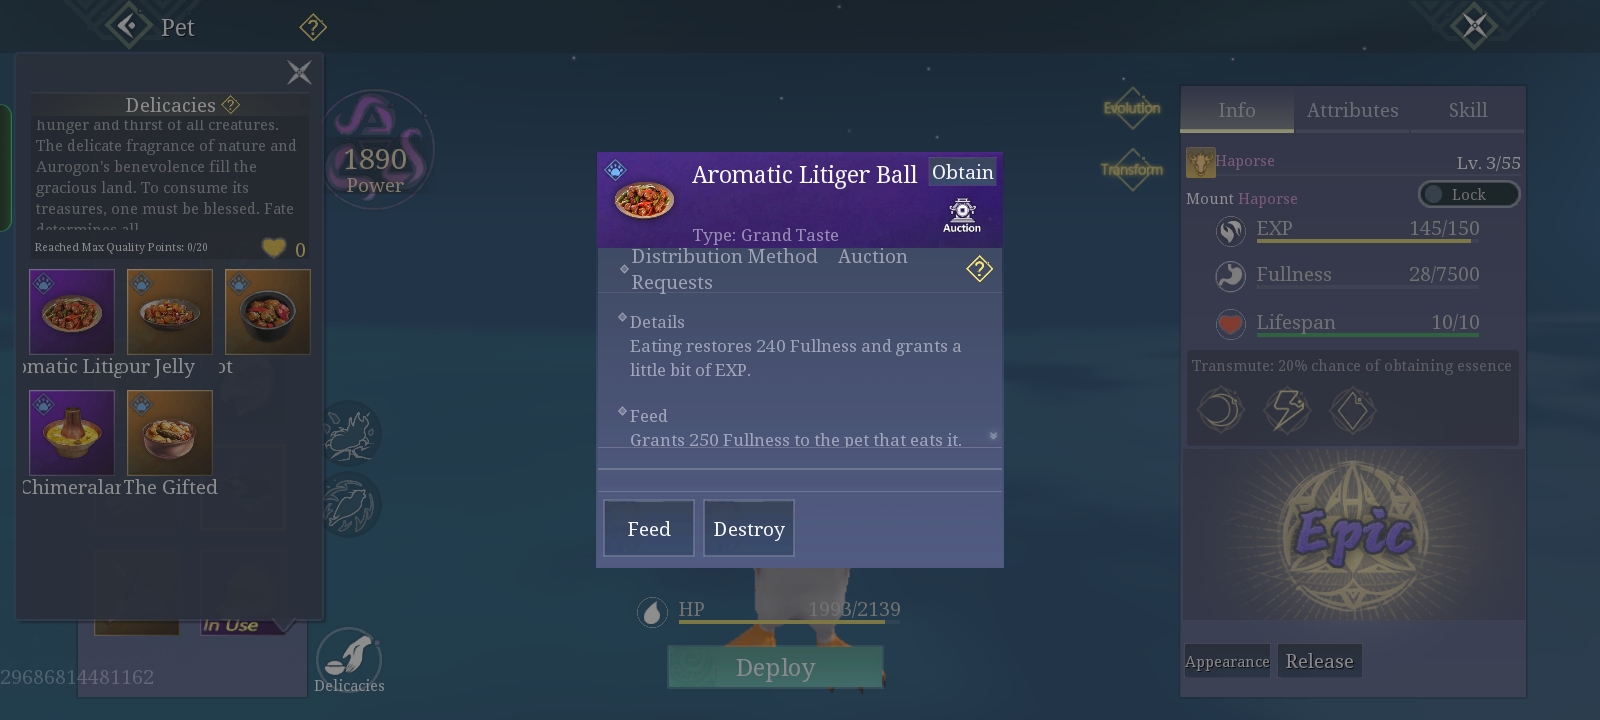 Pet
Delicacies
hunger and thirst of all creatures.
The delicate fragrance of nature and
Aurogon's benevolence fill the
gracious land. To consume its
treasures, one must be blessed. Fate
determines all
Reached Max Quality Points: 0/20
0
omatic Litig
our Jelly
ot
Chimeralar
The Gifted
In Use
29686814481162
Delicacies
1890
Power
Aromatic Litiger Ball
Obtain
Auction
Type: Grand Taste
Distribution Method Auction
Requests
Details
Eating restores 240 Fullness and grants a
little bit of EXP.
Feed
Grants 250 Fullness to the pet that eats it.
Feed
Destroy
HP 1993/2139
Deploy
Evolution
Transform
Info
Attributes
Skill
Haporse
Lv. 3/55
Mount Haporse
Lock
EXP 145/150
Fullness 28/7500
Lifespan 10/10
Transmute: 20% chance of obtaining essence
Epic
Appearance
Release